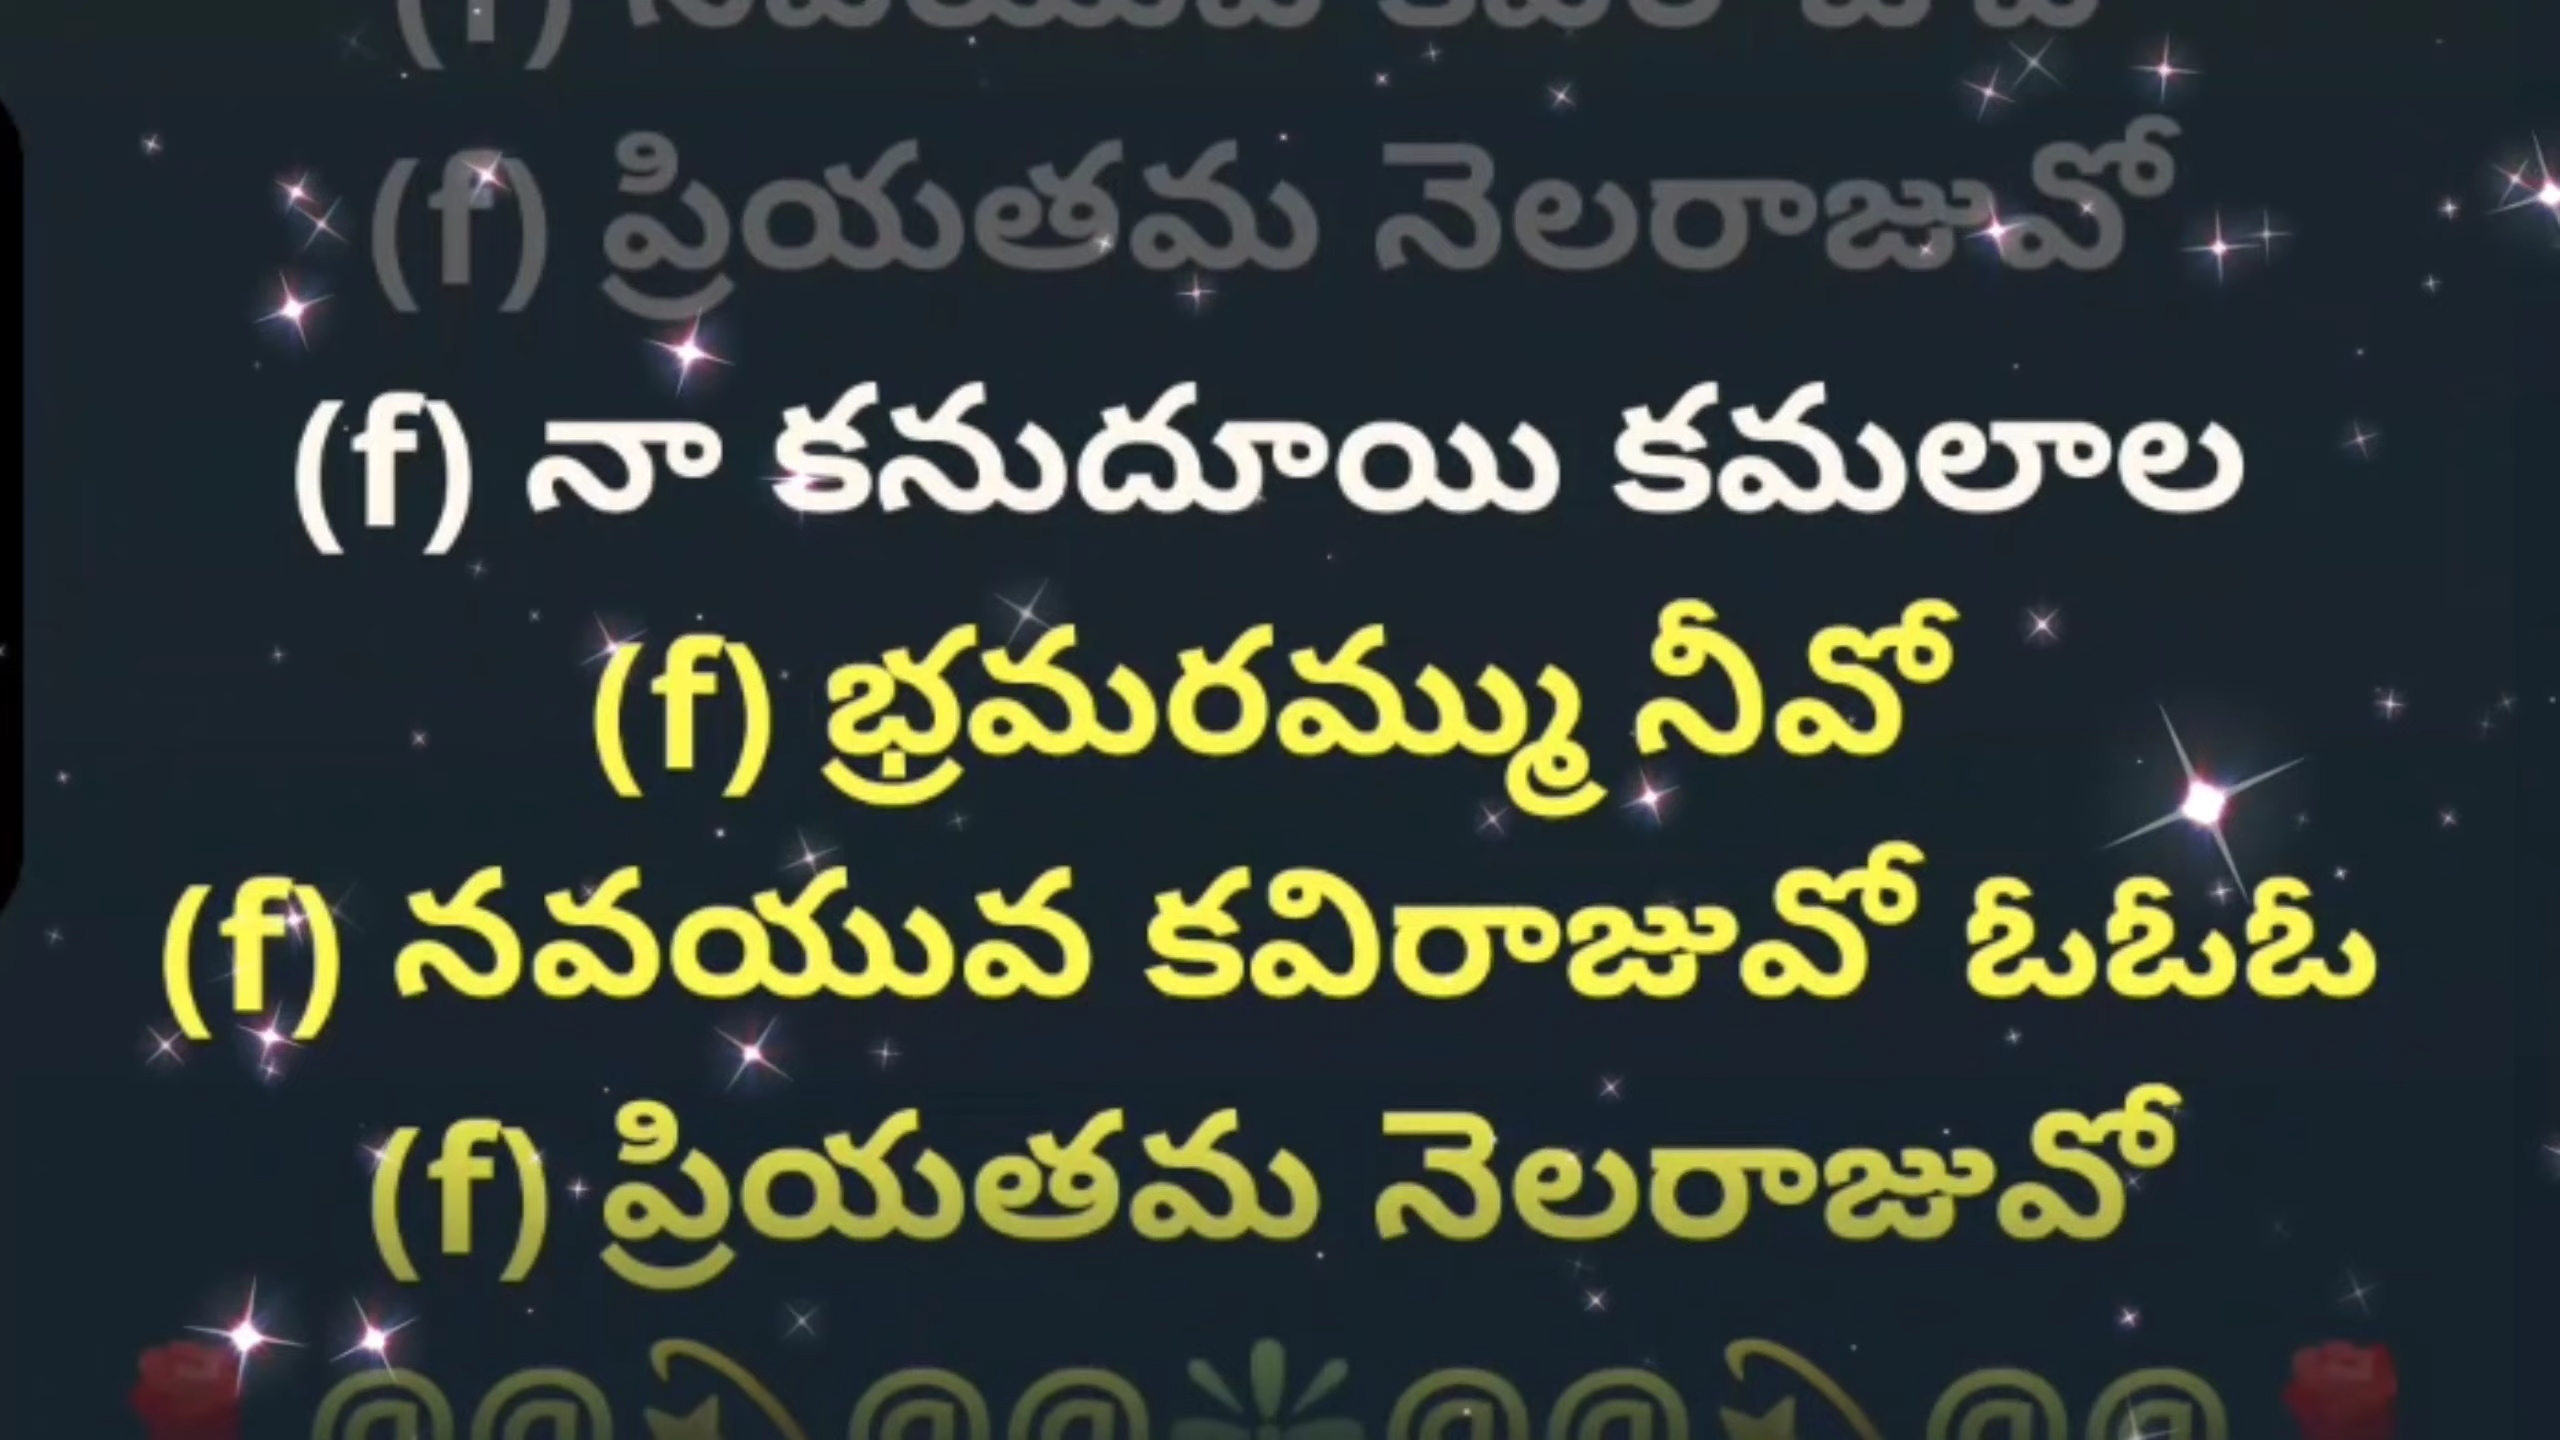 (f) ప్రియతమ నెలరాజువో
(f) నా కనుదూయి కమలాల
(f) భ్రమరమ్ము నీవో
(f) నవయువ కవిరాజువో ఓఓఓ
(f) ప్రియతమ నెలరాజువో